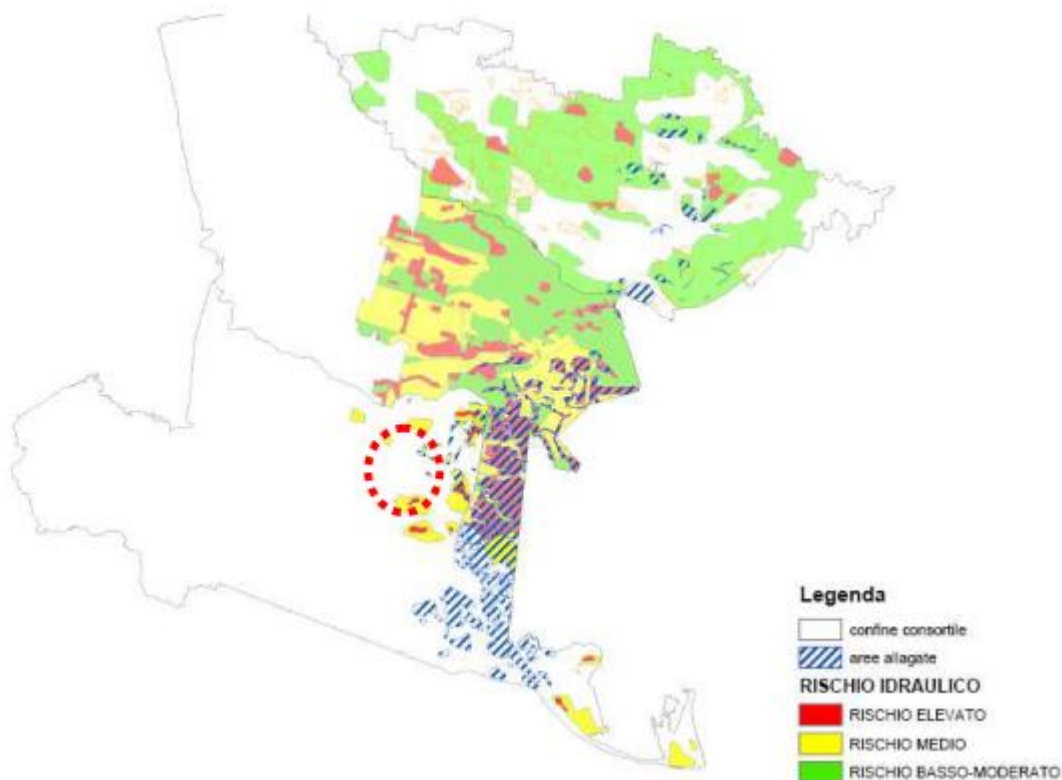 Legenda
confine consortile
aree allagate
RISCHIO IDRAULICO
RISCHIO ELEVATO
RISCHIO MEDIO
RISCHIO BASSO-MODERATO